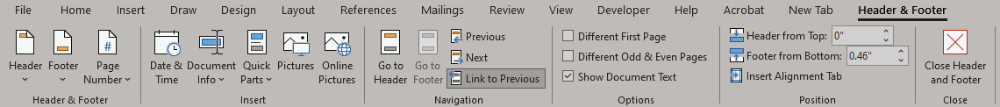 File Home Insert Draw Design Layout References Mailings Review View Developer Help Acrobat New Tab Header & Footer
Header
Footer
Page
Number
Date &
Time
Document
Info
Quick
Parts
Pictures
Online
Pictures
Go to
Header
Go to
Footer
Previous
Next
Link to Previous
Different First Page
Different Odd & Even Pages
Show Document Text
Header from Top: 0"
Footer from Bottom: 0.46"
Insert Alignment Tab
Close Header
and Footer
Header & Footer Insert Navigation Options Position Close